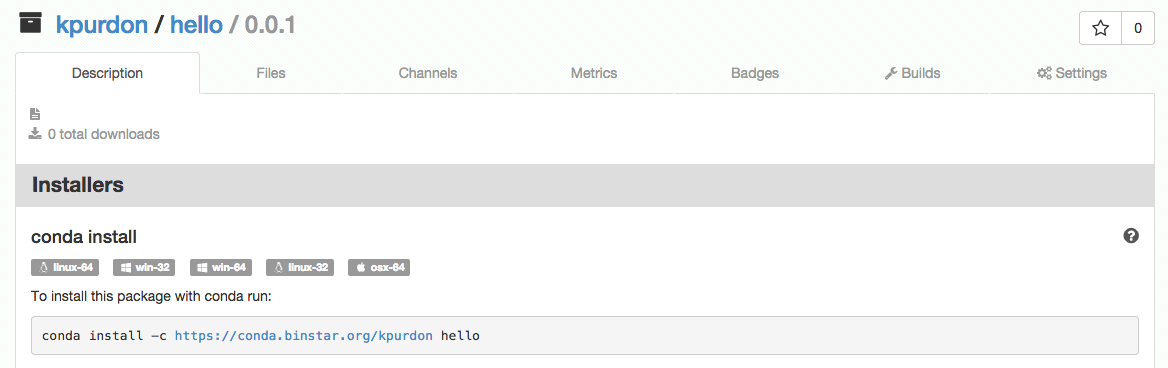 kpurdon / hello / 0.0.1
0
Description Files Channels Metrics Badges Builds Settings
0 total downloads
Installers
conda install
?
linux-64 win-32 win-64 linux-32 osx-64
To install this package with conda run:
conda install -c https://conda.binstar.org/kpurdon hello